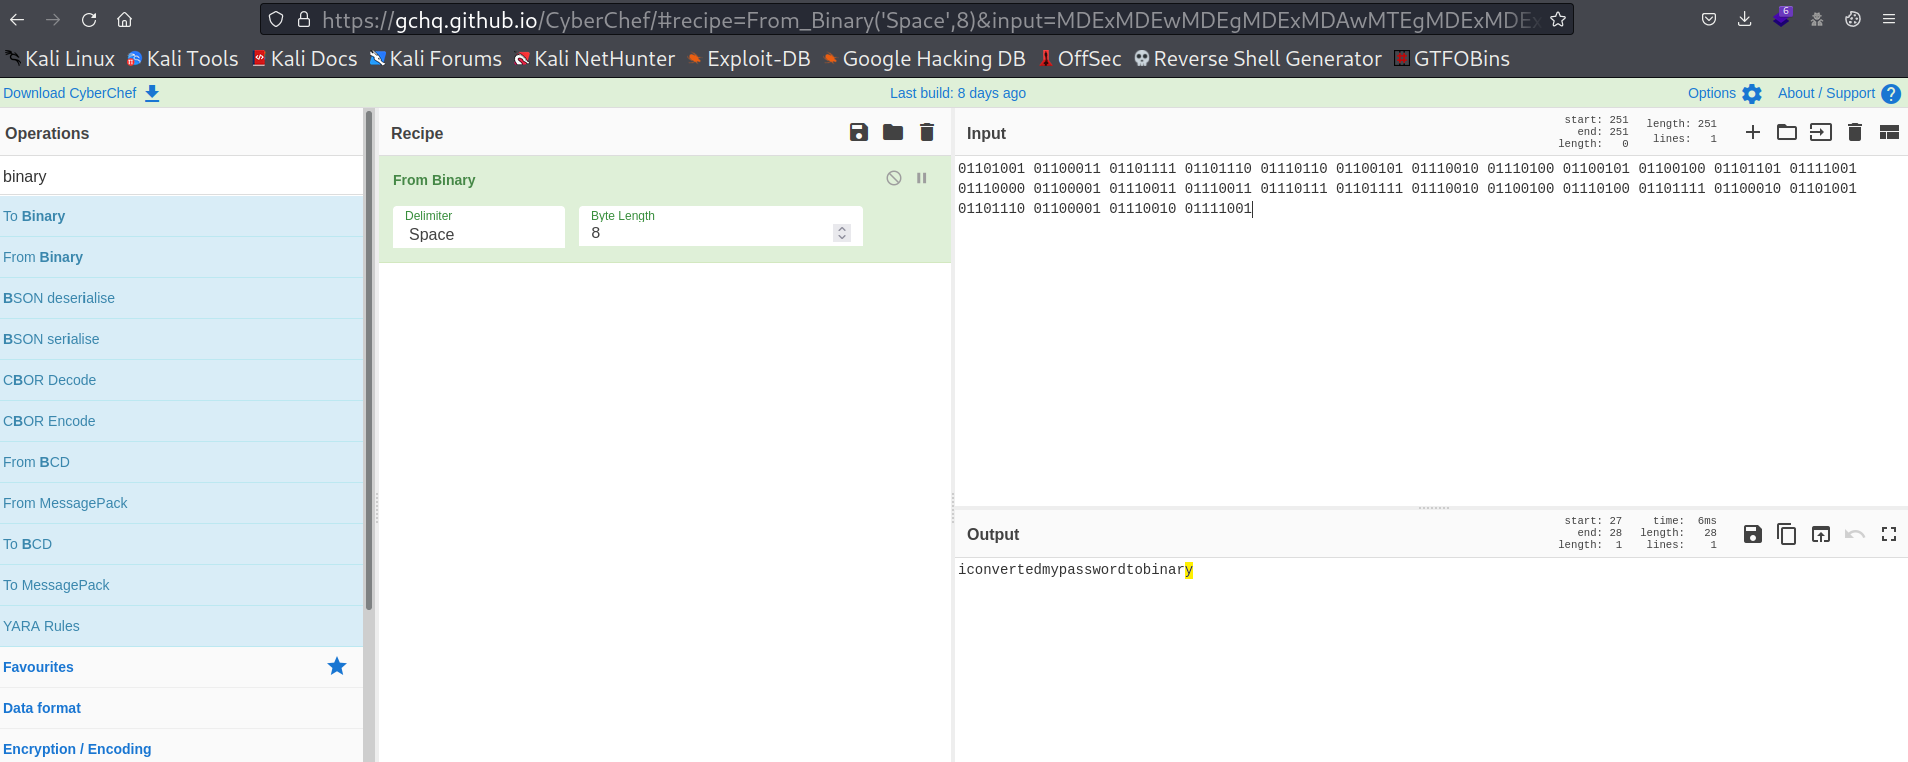 https://gchq.github.io/CyberChef/#recipe=From_Binary('Space',8)&input=MDExMDEwMDEgMDExMDAwMTEgMDExMDEx
6
Kali Linux Kali Tools Kali Docs Kali Forums Kali NetHunter Exploit-DB Google Hacking DB OffSec Reverse Shell Generator GTFOBins
Download CyberChef Last build: 8 days ago Options About / Support
Operations
binary
To Binary
From Binary
BSON deserialise
BSON serialise
CBOR Decode
CBOR Encode
From BCD
From MessagePack
To BCD
To MessagePack
YARA Rules
Favourites
Data format
Encryption / Encoding
Recipe
From Binary
Delimiter
Space
Byte Length
8
Input
start: 251
end: 251
length: 0
length: 251
lines: 1
01101001 01100011 01101111 01101110 01110110 01100101 01110010 01110100 01100101 01100100 01101101 01111001
01110000 01100001 01110011 01110011 01110111 01101111 01110010 01100100 01110100 01101111 01100010 01101001
01101110 01100001 01110010 01111001
Output
start: 27
end: 28
length: 1
time: 6ms
length: 28
lines: 1
iconvertedmypasswordtobinary